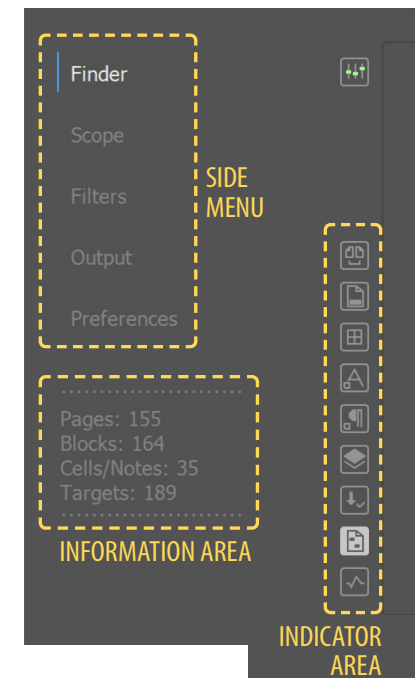 Finder
Scope
Filters
Output
Preferences
SIDE
MENU
Pages: 155
Blocks: 164
Cells/Notes: 35
Targets: 189
INFORMATION AREA
INDICATOR
AREA